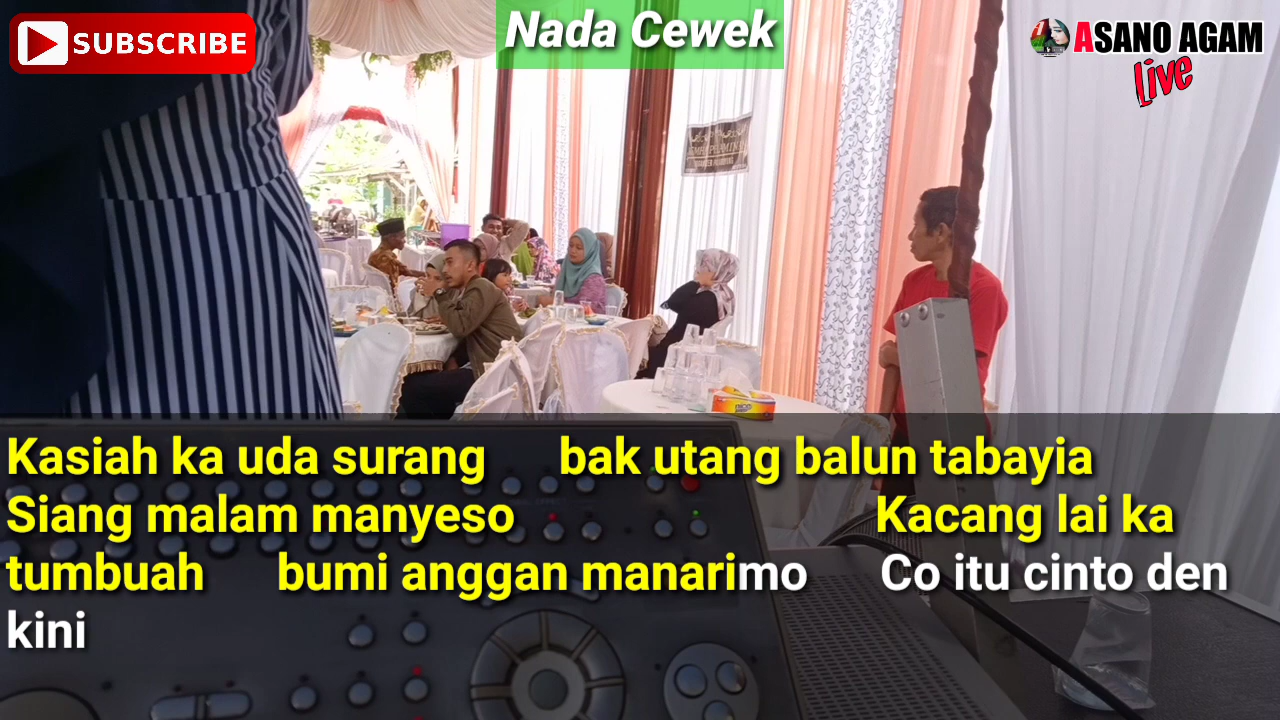 SUBSCRIBE
Nada Cewek
ASANO AGAM
Live
Kasiah ka uda surang bak utang balun tabayia
Siang malam manyeso Kacang lai ka
tumbuah bumi anggan manarimo Co itu cinto den
kini